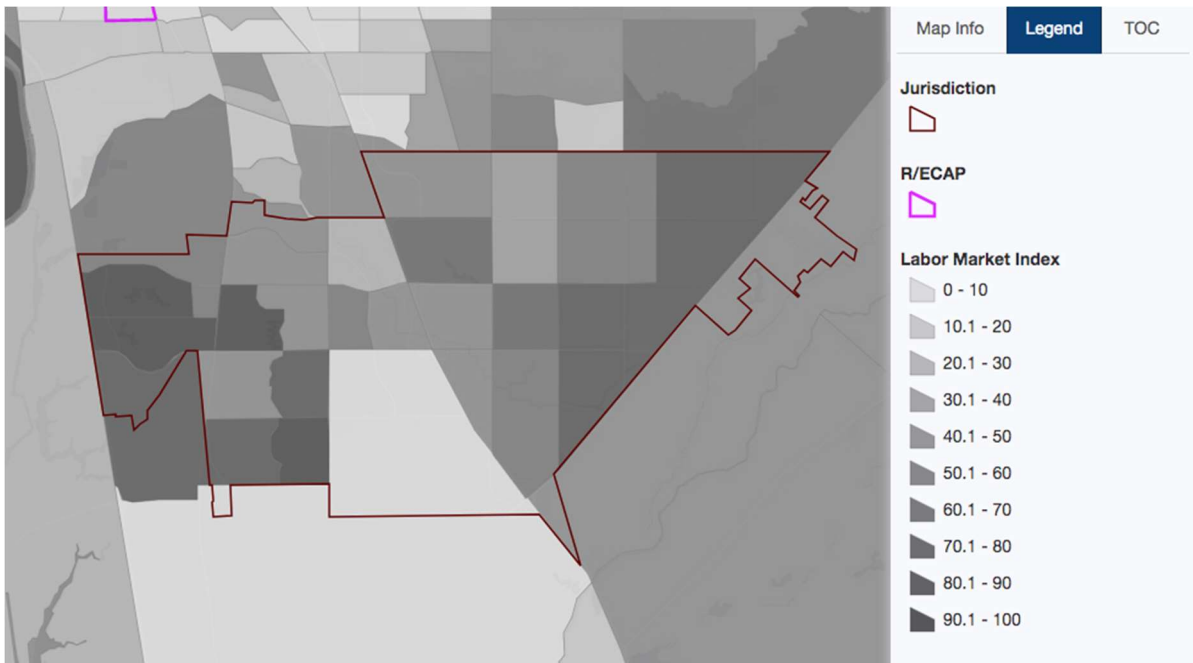 Map Info Legend TOC
Jurisdiction
R/ECAP
Labor Market Index
0 - 10
10.1 - 20
20.1 - 30
30.1 - 40
40.1 - 50
50.1 - 60
60.1 - 70
70.1 - 80
80.1 - 90
90.1 - 100